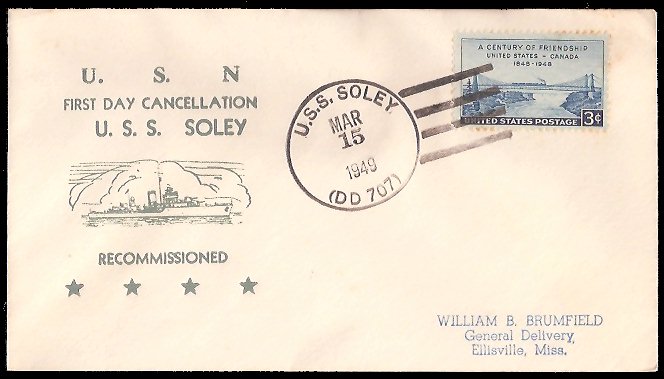 U. S. N
FIRST DAY CANCELLATION
U. S. S. SOLEY
RECOMMISSIONED
U.S.S. SOLEY
MAR
15
1949
(DD 707)
A CENTURY OF FRIENDSHIP
UNITED STATES - CANADA
1848-1948
UNITED STATES POSTAGE 3¢
WILLIAM B. BRUMFIELD
General Delivery,
Ellisville, Miss.